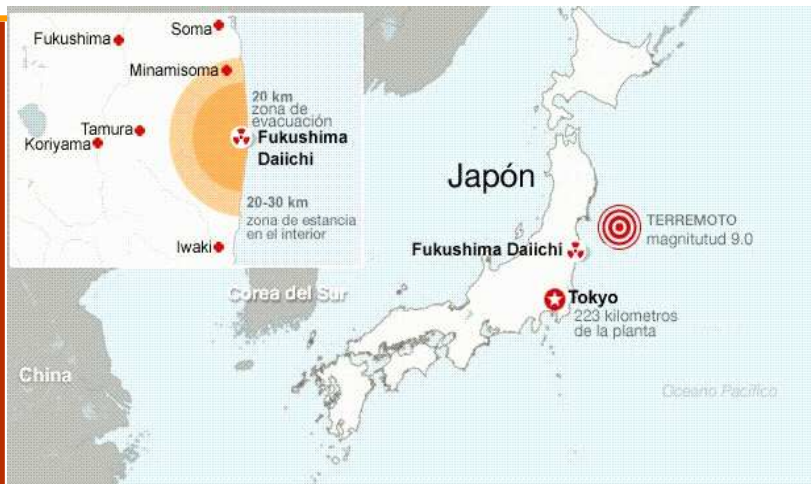 Fukushima
Soma
Minamisoma
20 km
zona de
evacuación
Fukushima
Daiichi
Tamura
Koriyama
20-30 km
zona de estancia
en el interior
Iwaki
Japón
TERREMOTO
magnitutud 9.0
Fukushima Daiichi
Tokyo
223 kilometros
de la planta
Corea del Sur
China
Oceano Pacífico